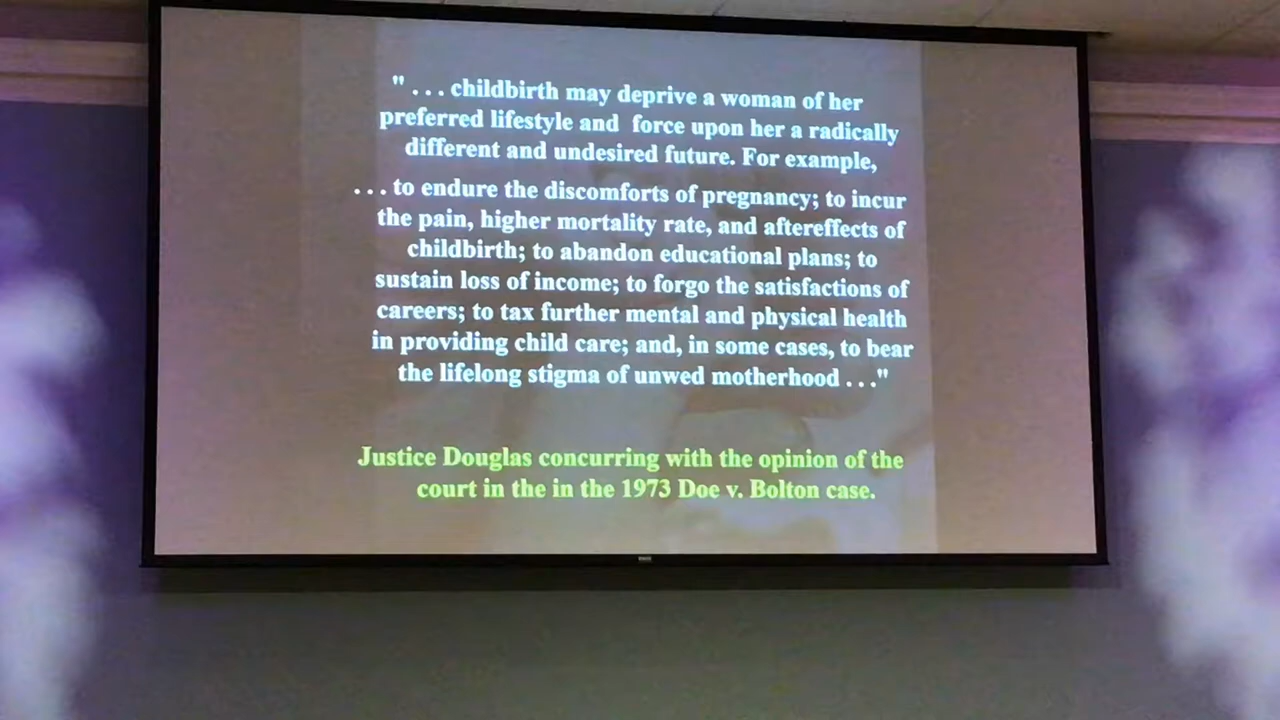 " . . . childbirth may deprive a woman of her
preferred lifestyle and force upon her a radically
different and undesired future. For example,
. . . to endure the discomforts of pregnancy; to incur
the pain, higher mortality rate, and aftereffects of
childbirth; to abandon educational plans; to
sustain loss of income; to forgo the satisfactions of
careers; to tax further mental and physical health
in providing child care; and, in some cases, to bear
the lifelong stigma of unwed motherhood . . ."
Justice Douglas concurring with the opinion of the
court in the in the 1973 Doe v. Bolton case.